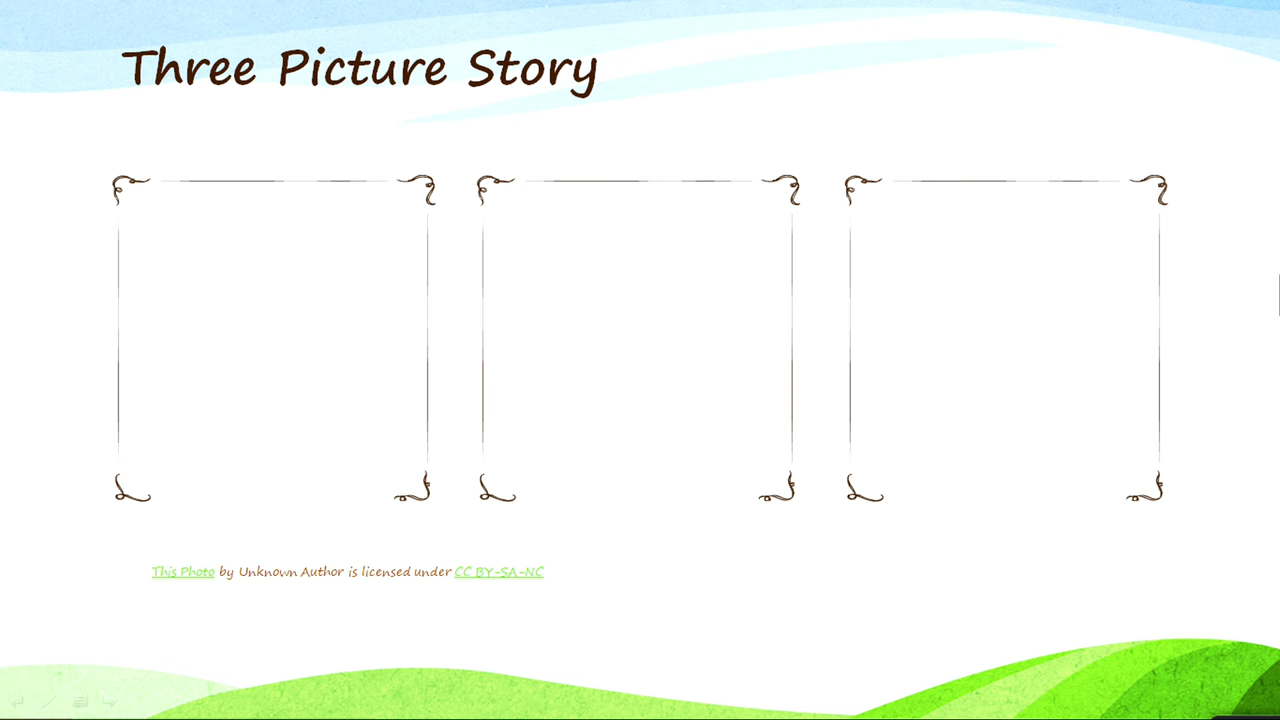 Three Picture Story
This Photo by Unknown Author is licensed under CC BY-SA-NC